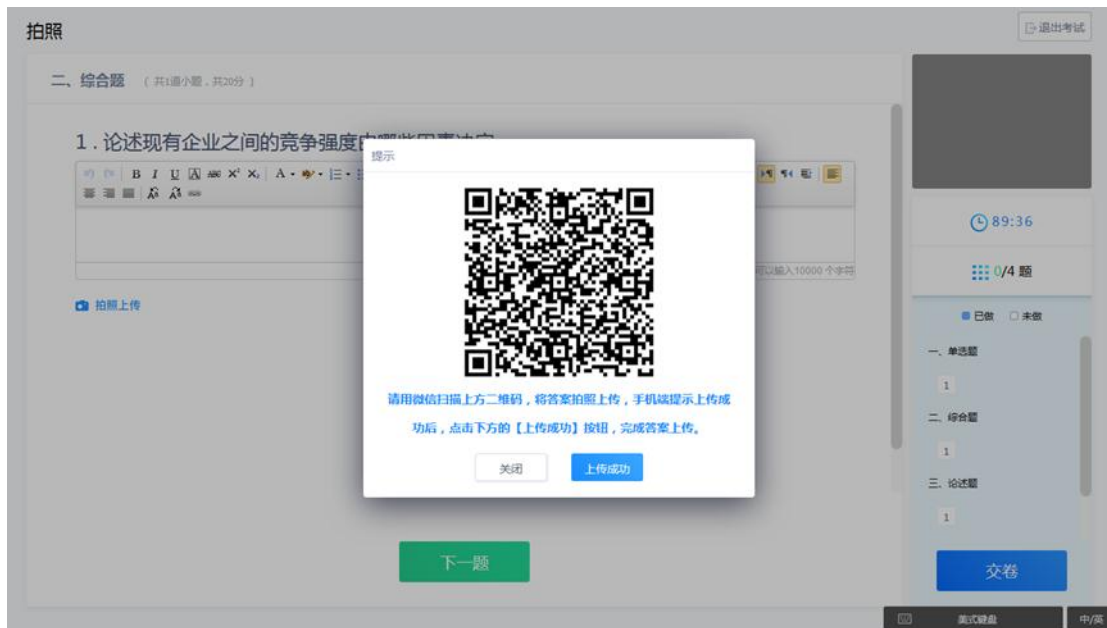 拍照
退出考试
二、综合题 （ 共1道小题，共20分 ）
1 . 论述现有企业之间的竞争强度
提示
B I U A ABC X² X₂ A
可以输入10000 个字符
拍照上传
请用微信扫描上方二维码，将答案拍照上传，手机端提示上传成
功后，点击下方的【上传成功】按钮，完成答案上传。
关闭
上传成功
下一题
89:36
0/4 题
已做
未做
一、单选题
1
二、综合题
1
三、论述题
1
交卷
美式键盘
中/英